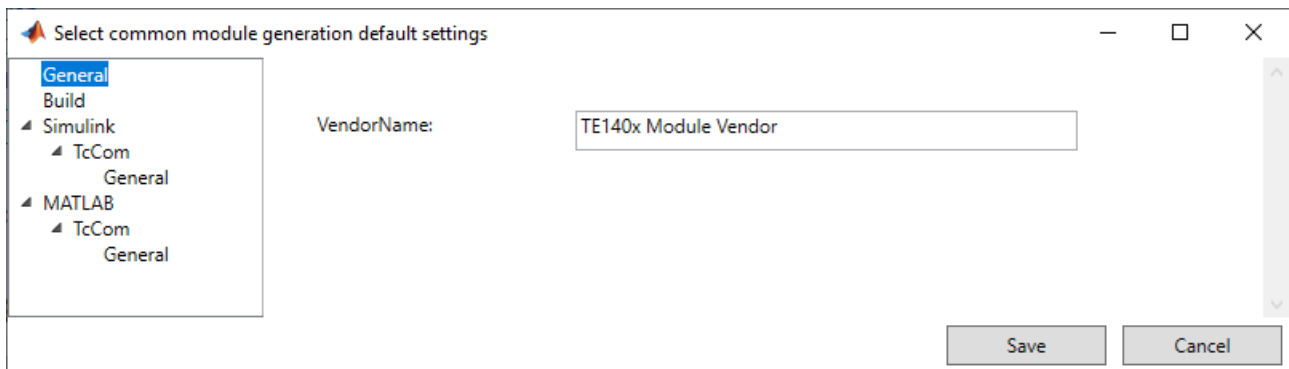 Select common module generation default settings
General
Build
Simulink
TcCom
General
MATLAB
TcCom
General
VendorName:
TE140x Module Vendor
Save
Cancel